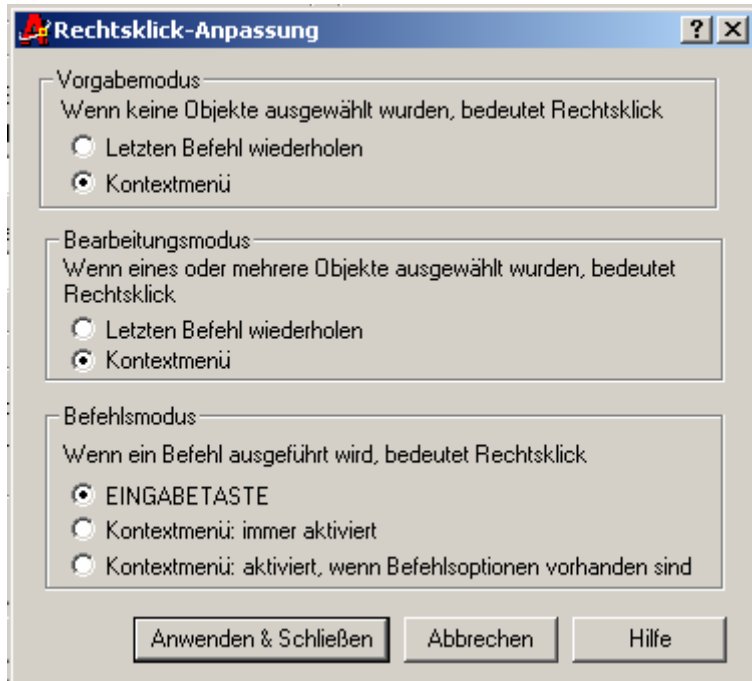 Rechtsklick-Anpassung
Vorgabemodus
Wenn keine Objekte ausgewählt wurden, bedeutet Rechtsklick
Letzten Befehl wiederholen
Kontextmenü
Bearbeitungsmodus
Wenn eines oder mehrere Objekte ausgewählt wurden, bedeutet
Rechtsklick
Letzten Befehl wiederholen
Kontextmenü
Befehlsmodus
Wenn ein Befehl ausgeführt wird, bedeutet Rechtsklick
EINGABETASTE
Kontextmenü: immer aktiviert
Kontextmenü: aktiviert, wenn Befehlsoptionen vorhanden sind
Anwenden & Schließen Abbrechen Hilfe